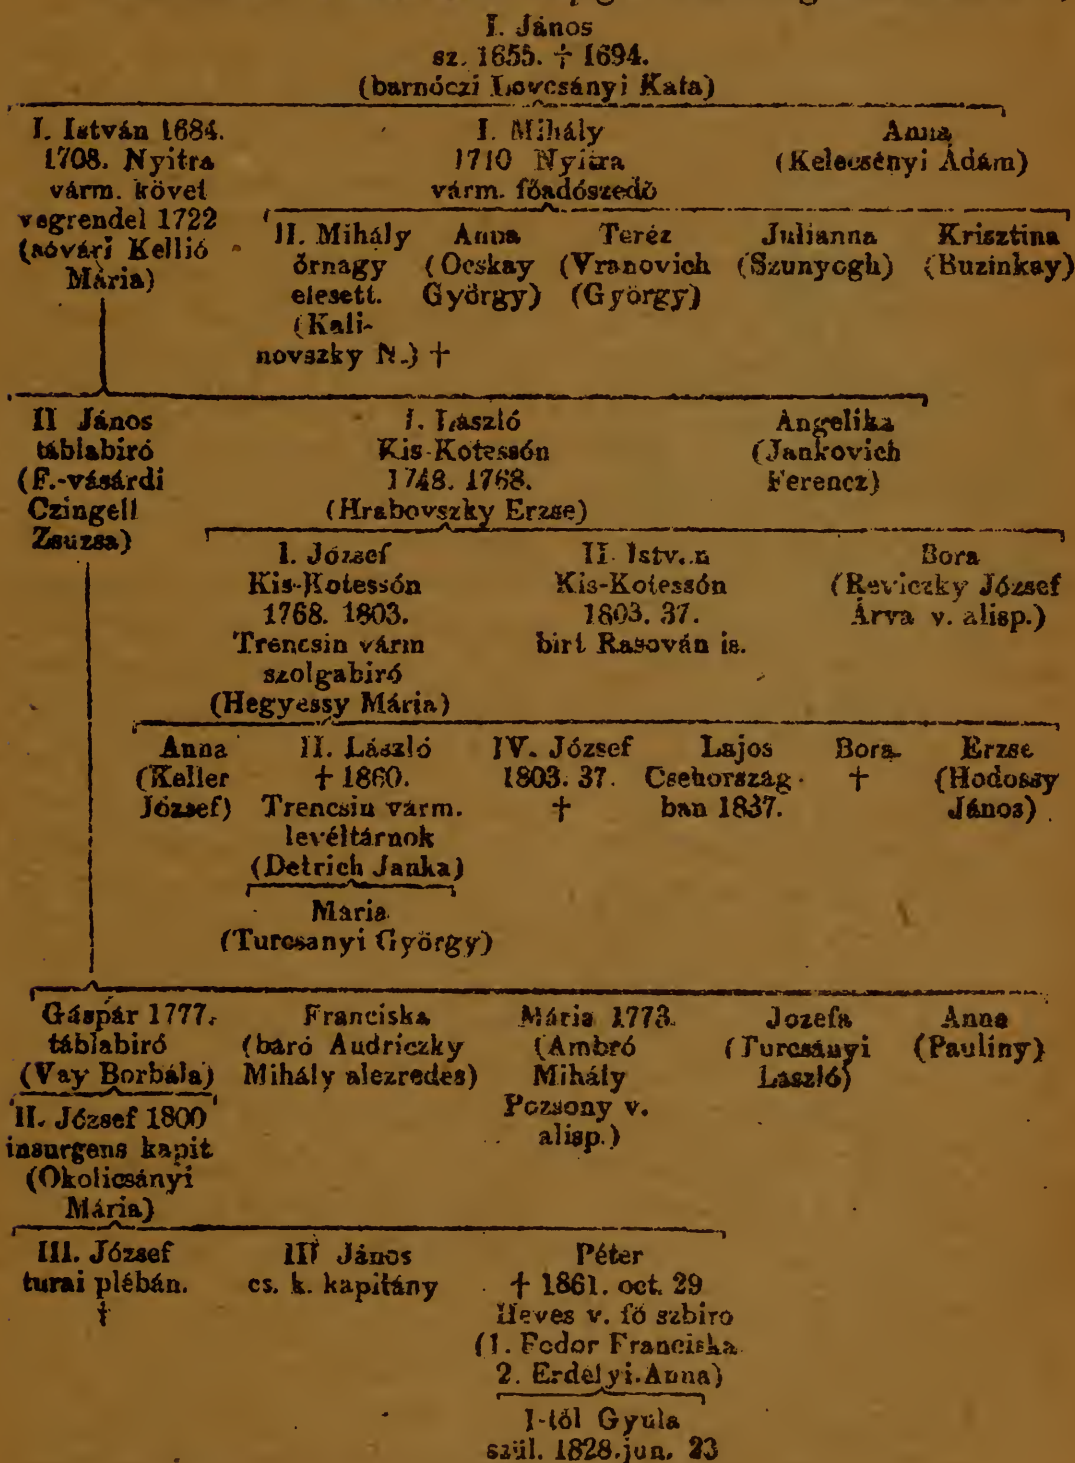 I. János
sz. 1655. † 1694.
(barnóczi Lovcsányi Kata)
I. István 1684.
1708. Nyitra
várm. követ
vegrendel 1722
(sóvári Kellió
Mária)
I. Mihály
1710 Nyitra
várm. főadószedő
Anna
(Kelecsényi Ádám)
II. Mihály
őrnagy
elesett.
(Kali-
novszky N.) †
Anna
(Ocskay
György)
Teréz
(Vranovich
(György)
Julianna
(Szunyogh)
Krisztina
(Buzinkay)
II János
táblabiró
(F.-vásárdi
Czingell
Zsuzsa)
I. László
Kis-Kotessón
1748. 1768.
(Hrabovszky Erzse)
Angelika
(Jankovich
Ferencz)
I. József
Kis-Kotessón
1768. 1803.
Trencsin várm
szolgabiró
(Hegyessy Mária)
II. Istv..n
Kis-Kotessón
1803. 37.
birt Rasován is.
Bora
(Reviczky József
Árva v. alisp.)
Anna
(Keller
József)
II. László
† 1860.
Trencsin várm.
levéltárnok
(Detrich Janka)
IV. József
1803. 37.
†
Lajos
Csehország-
ban 1837.
Bora
†
Erzse
(Hodossy
János)
Maria
(Turcsanyi György)
Gáspár 1777.
táblabiró
(Vay Borbála)
Franciska
(báró Audriczky
Mihály alezredes)
Mária 1773.
(Ambró
Mihály
Pozsony v.
alisp.)
Jozefa
(Turcsányi
László)
Anna
(Pauliny)
II. József 1800
insurgens kapit
(Okolicsányi
Mária)
III. József
turai plébán.
†
III János
cs. k. kapitány
Péter
† 1861. oct. 29
Heves v. fő szbiro
(1. Fodor Franciska
2. Erdélyi Anna)
I-től Gyula
szül. 1828. jun. 23